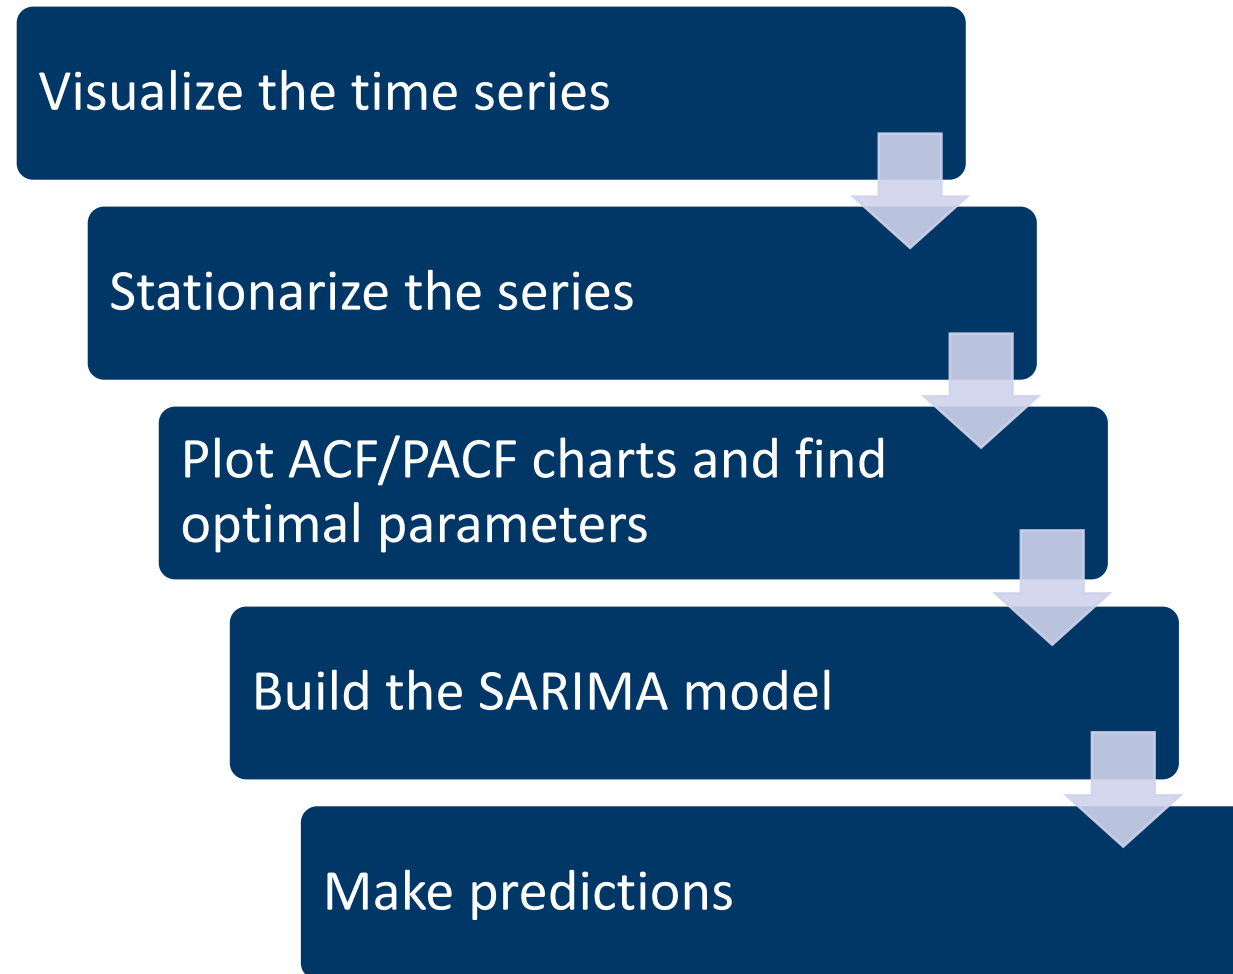 Visualize the time series
Stationarize the series
Plot ACF/PACF charts and find
optimal parameters
Build the SARIMA model
Make predictions